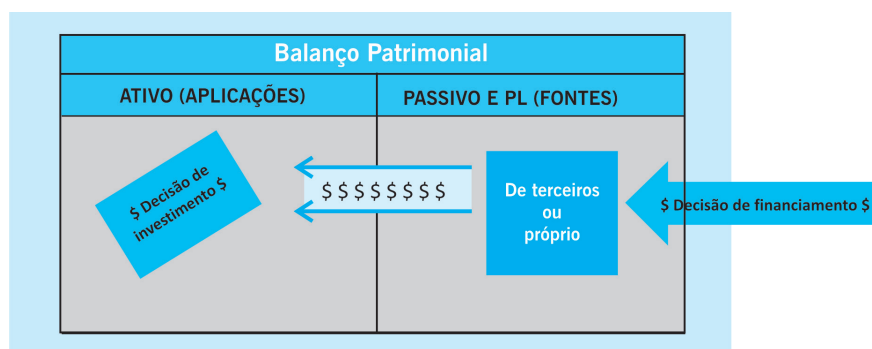 Balanço Patrimonial
ATIVO (APLICAÇÕES)
PASSIVO E PL (FONTES)
$ Decisão de
investimento $
$ $ $ $ $ $ $ $
De terceiros
ou
próprio
$ Decisão de financiamento $